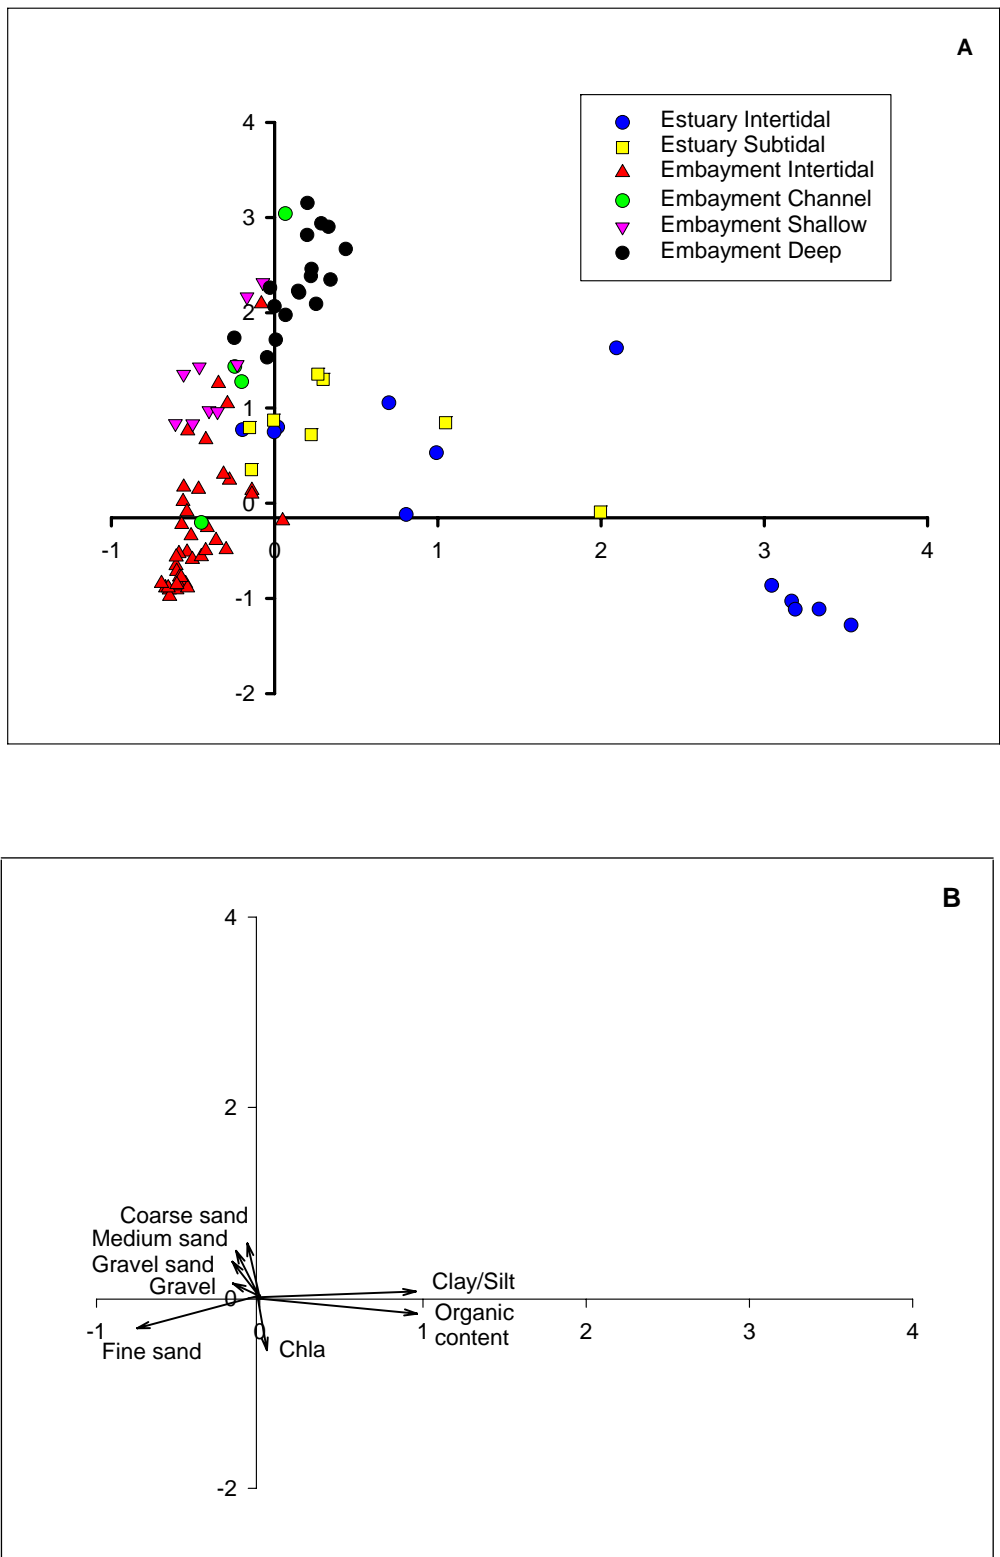 A
4
Estuary Intertidal
Estuary Subtidal
Embayment Intertidal
Embayment Channel
Embayment Shallow
Embayment Deep
3
2
1
0
-1 0 1 2 3 4
-1
-2
B
4
2
Coarse sand
Medium sand
Gravel sand
Gravel
Clay/Silt
0
Organic
content
-1 0 1 2 3 4
Fine sand
Chla
-2